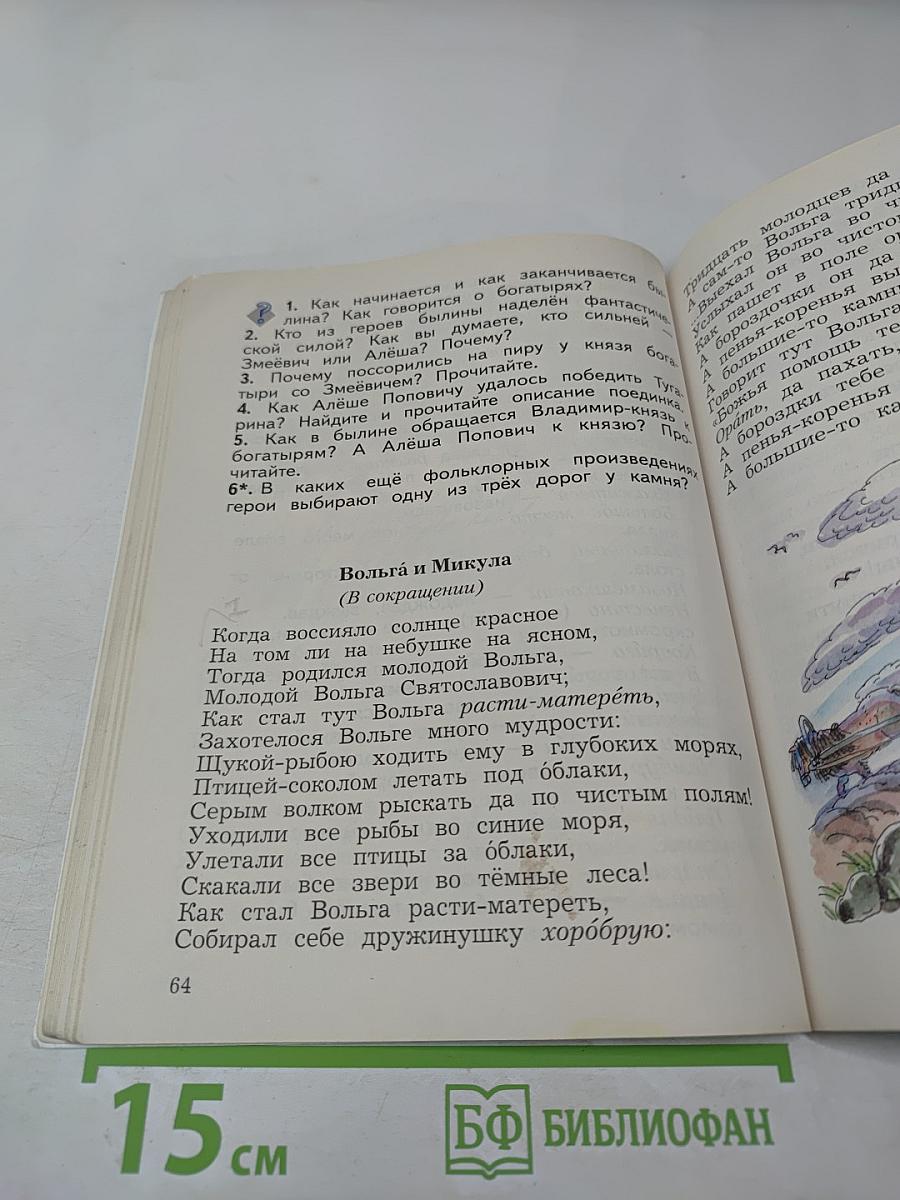 1. Как начинается и как заканчивается бы-
лина? Как говорится о богатырях?
2. Кто из героев былины наделён фантастиче-
ской силой? Как вы думаете, кто сильней —
Змеёвич или Алёша? Почему?
3. Почему поссорились на пиру у князя бога-
тыри со Змеёвичем? Прочитайте.
4. Как Алёше Поповичу удалось победить Туга-
рина? Найдите и прочитайте описание поединка.
5. Как в былине обращается Владимир-князь к
богатырям? А Алёша Попович к князю? Про-
читайте.
6*. В каких ещё фольклорных произведениях
герои выбирают одну из трёх дорог у камня?
Вольга́ и Микула
(В сокращении)
Когда воссияло солнце красное
На том ли на небушке на ясном,
Тогда родился молодой Вольга,
Молодой Вольга Святославович;
Как стал тут Вольга расти-матере́ть,
Захотелося Вольге много мудрости:
Щукой-рыбою ходить ему в глубоких морях,
Птицей-соколом летать под о́блаки,
Серым волком рыскать да по чистым полям!
Уходили все рыбы во синие моря,
Улетали все птицы за о́блаки,
Скакали все звери во тёмные леса!
Как стал Вольга расти-матереть,
Собирал себе дружинушку хоро́брую:
64
Тридцать молодцев да
А сам-то Вольга
Выехал Вольга во
Услыхал он во чистом
Как пашет в поле
А бороздочки он да
А пенья-коренья
А большие-то
Говорит тут Вольга
«Божья помощь
Ора́ть, да пахать,
А бороздки тебе
А пенья-коренья
А большие-то
15 см
БФ БИБЛИОФАН